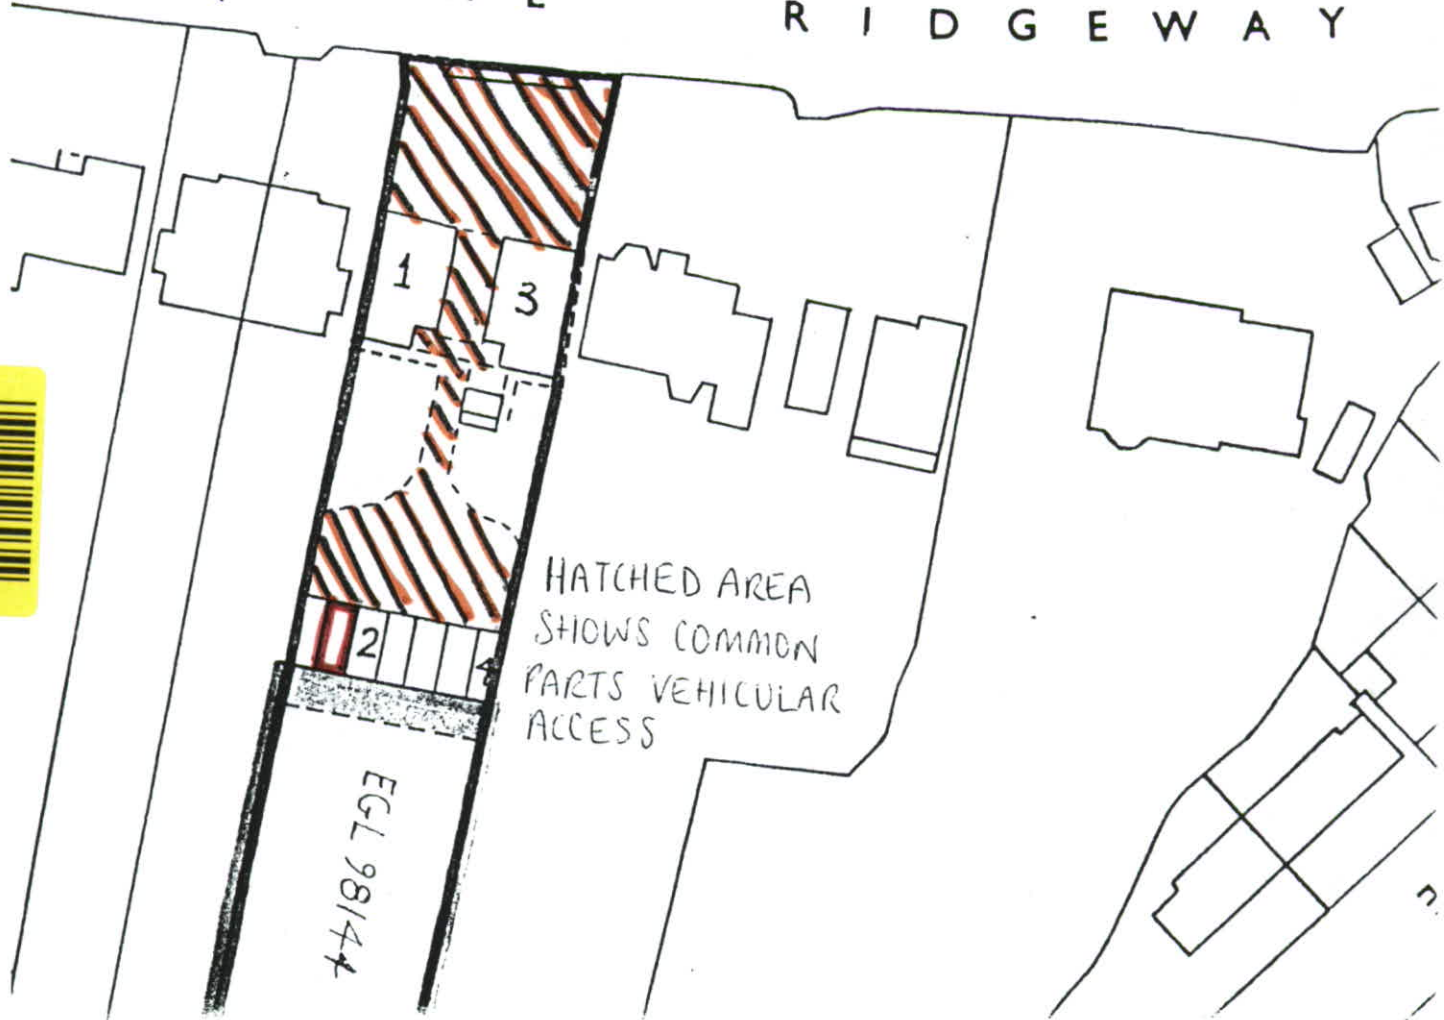 RIDGEWAY
1
3
HATCHED AREA
SHOWS COMMON
PARTS VEHICULAR
ACCESS
2
4
EGL 98144